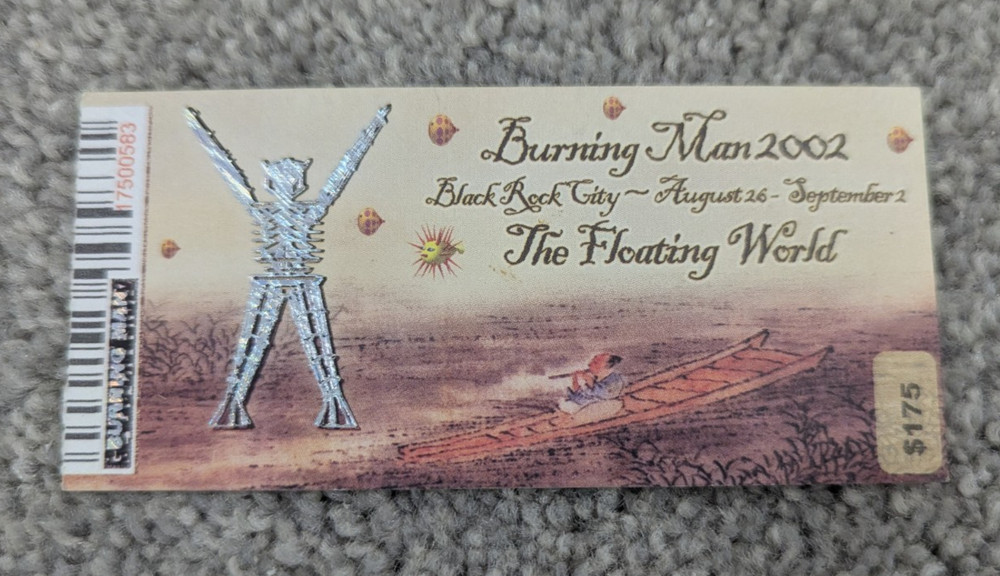 Burning Man 2002
Black Rock City ~ August 26 - September 2
The Floating World
17500583
BURNING MAN
$175